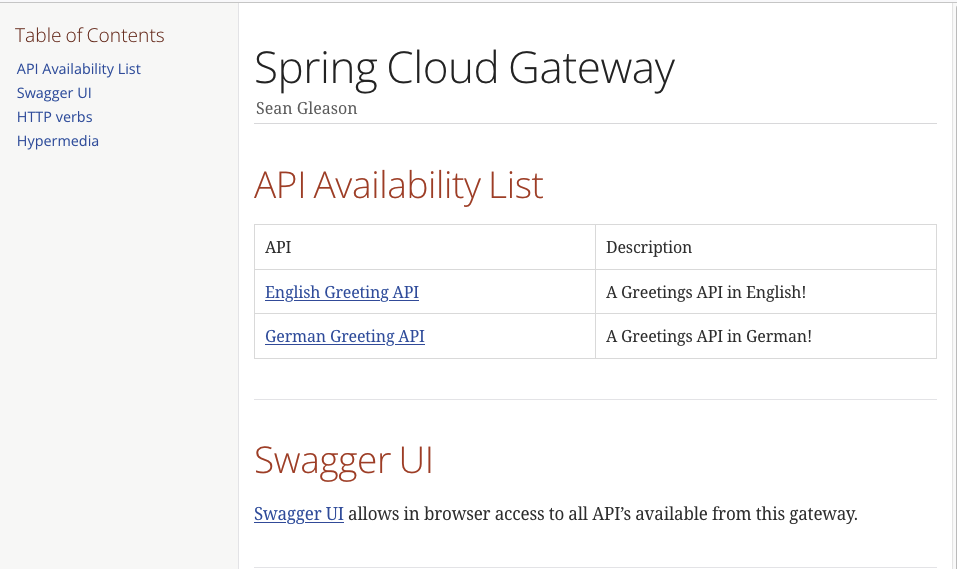 Table of Contents
API Availability List
Swagger UI
HTTP verbs
Hypermedia
Spring Cloud Gateway
Sean Gleason
API Availability List
API Description
English Greeting API A Greetings API in English!
German Greeting API A Greetings API in German!
Swagger UI
Swagger UI allows in browser access to all API’s available from this gateway.